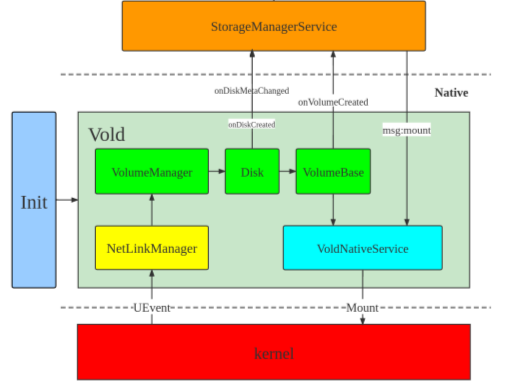 StorageManagerService
onDiskMetaChanged
Native
onVolumeCreated
onDiskCreated
msg:mount
Vold
VolumeManager
Disk
VolumeBase
Init
NetLinkManager
VoldNativeService
UEvent
Mount
kernel